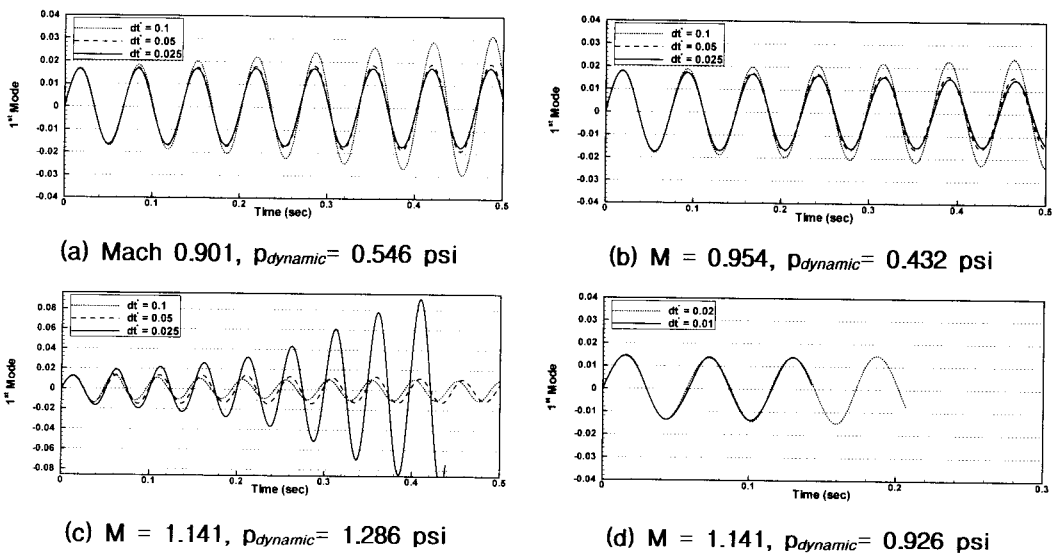 0.04
0.03
0.02
0.01
0
-0.01
-0.02
-0.03
-0.04
1st Mode
dt* = 0.1
dt* = 0.05
dt* = 0.025
0 0.1 0.2 0.3 0.4 0.5
Time (sec)
(a) Mach 0.901, Pdynamic= 0.546 psi
0.04
0.03
0.02
0.01
0
-0.01
-0.02
-0.03
-0.04
1st Mode
dt* = 0.1
dt* = 0.05
dt* = 0.025
0 0.1 0.2 0.3 0.4 0.5
Time (sec)
(b) M = 0.954, Pdynamic= 0.432 psi
0.08
0.06
0.04
0.02
0
-0.02
-0.04
-0.06
-0.08
1st Mode
dt* = 0.1
dt* = 0.05
dt* = 0.025
0 0.1 0.2 0.3 0.4 0.5
Time (sec)
(c) M = 1.141, Pdynamic= 1.286 psi
0.04
0.03
0.02
0.01
0
-0.01
-0.02
-0.03
-0.04
1st Mode
dt* = 0.02
dt* = 0.01
0 0.1 0.2 0.3
Time (sec)
(d) M = 1.141, Pdynamic= 0.926 psi